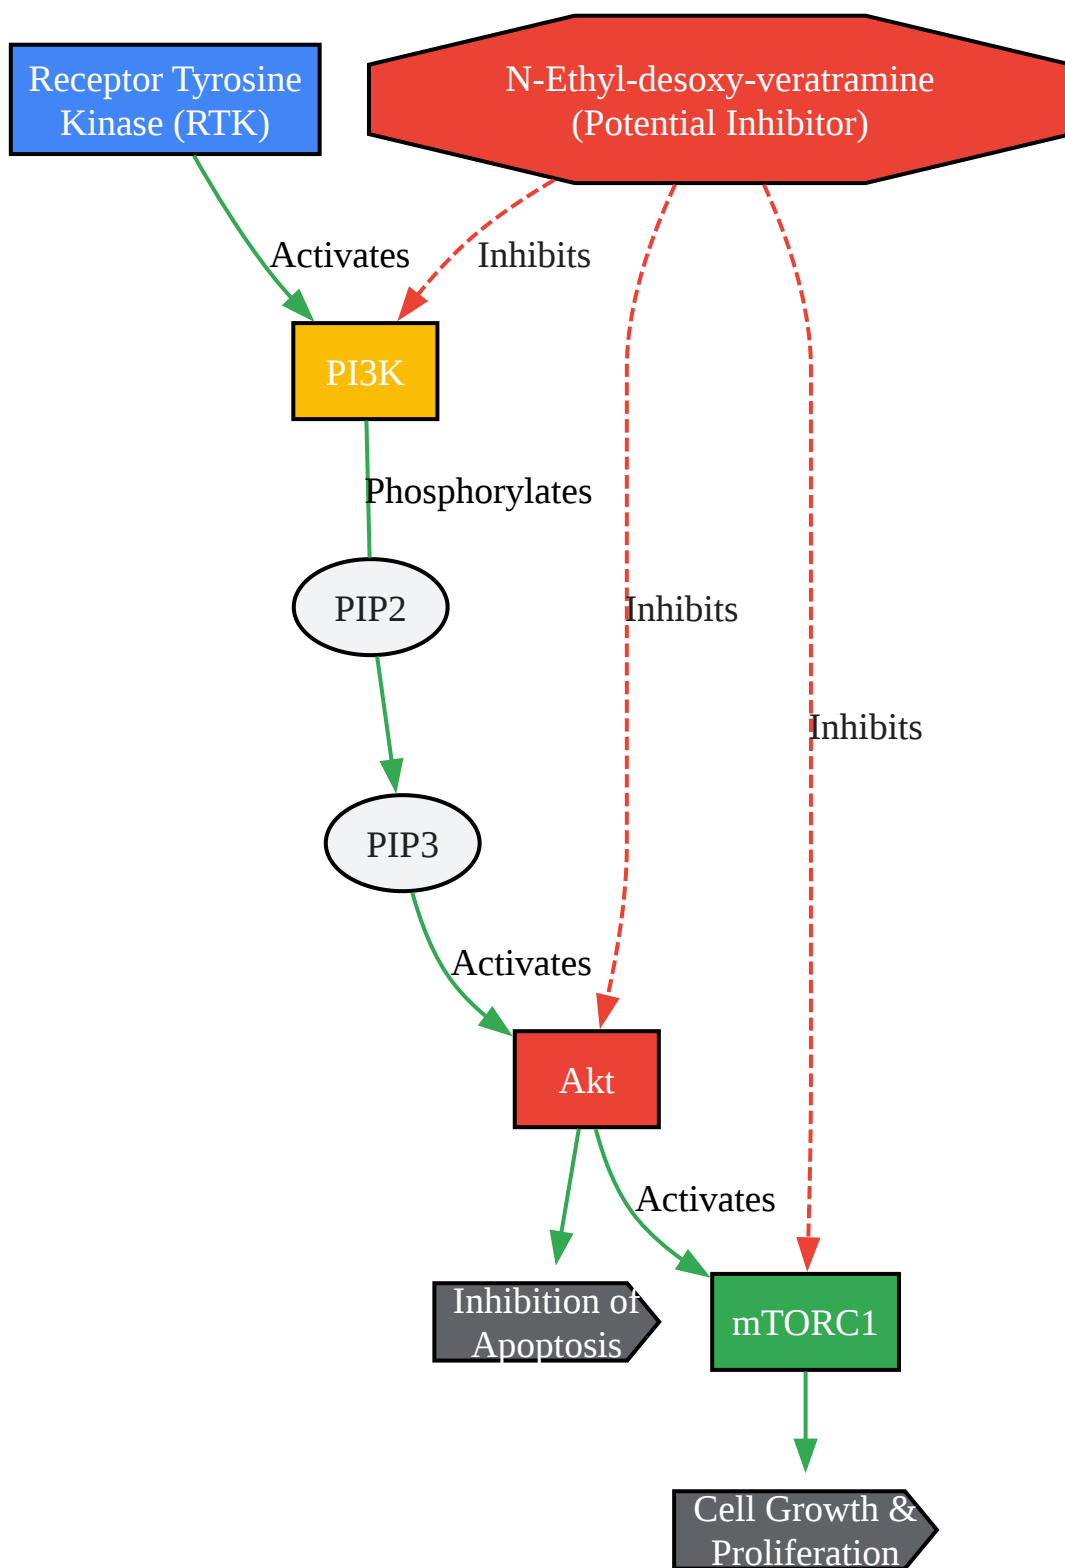 Receptor Tyrosine
Kinase (RTK)
N-Ethyl-desoxy-veratramine
(Potential Inhibitor)
Activates
Inhibits
PI3K
Phosphorylates
PIP2
Inhibits
Inhibits
PIP3
Activates
Akt
Activates
Inhibition of
Apoptosis
mTORC1
Cell Growth &
Proliferation